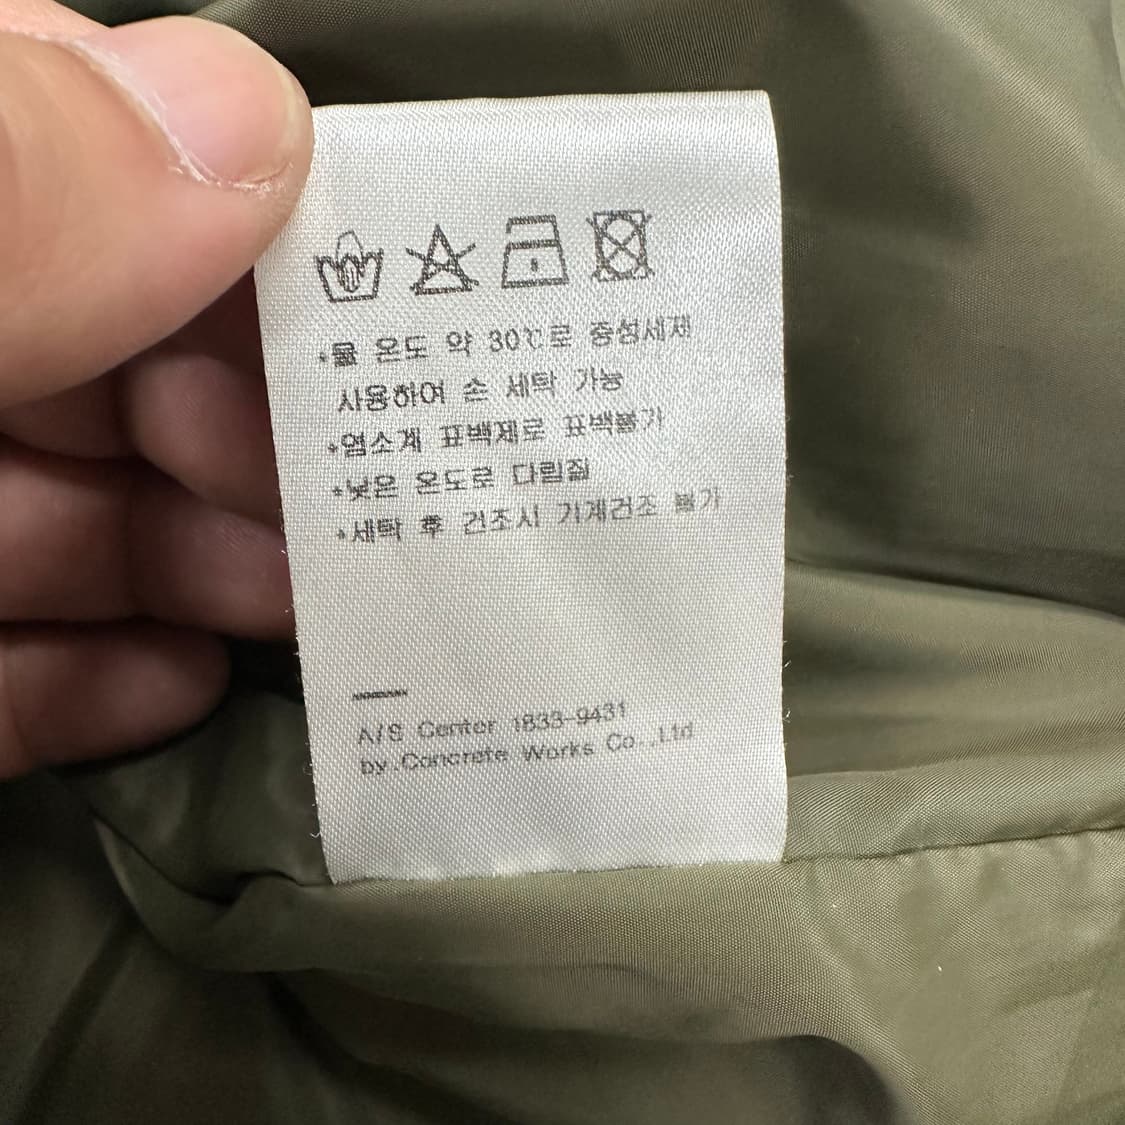 *물 온도 약 30℃로 중성세제
사용하여 손 세탁 가능
*염소계 표백제로 표백불가
*낮은 온도로 다림질
*세탁 후 건조시 기계건조 불가
A/S Center 1833-9431
by.Concrete Works Co.,Ltd